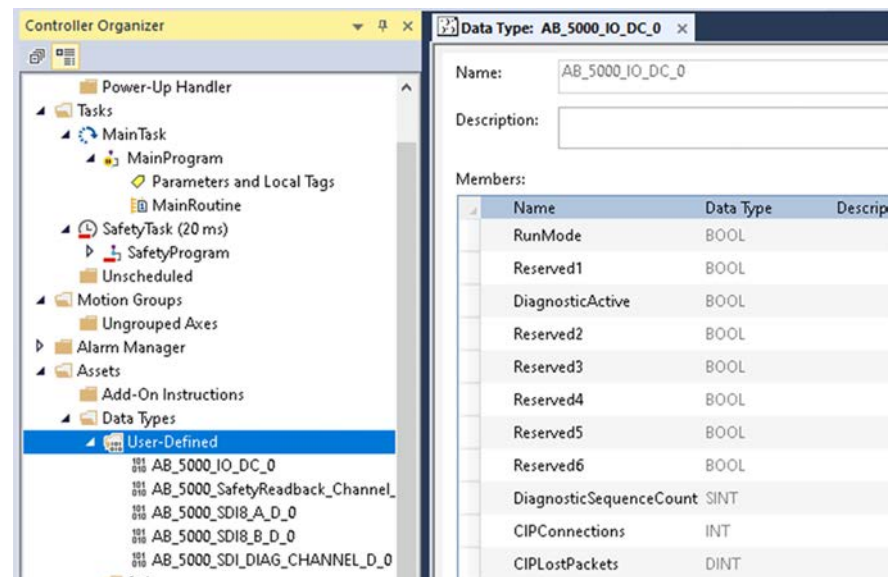 Controller Organizer
Power-Up Handler
Tasks
MainTask
MainProgram
Parameters and Local Tags
MainRoutine
SafetyTask (20 ms)
SafetyProgram
Unscheduled
Motion Groups
Ungrouped Axes
Alarm Manager
Assets
Add-On Instructions
Data Types
User-Defined
AB_5000_IO_DC_0
AB_5000_SafetyReadback_Channel_
AB_5000_SDI8_A_D_0
AB_5000_SDI8_B_D_0
AB_5000_SDI_DIAG_CHANNEL_D_0
Data Type: AB_5000_IO_DC_0
Name: AB_5000_IO_DC_0
Description:
Members:
Name Data Type Descrip
RunMode BOOL
Reserved1 BOOL
DiagnosticActive BOOL
Reserved2 BOOL
Reserved3 BOOL
Reserved4 BOOL
Reserved5 BOOL
Reserved6 BOOL
DiagnosticSequenceCount SINT
CIPConnections INT
CIPLostPackets DINT